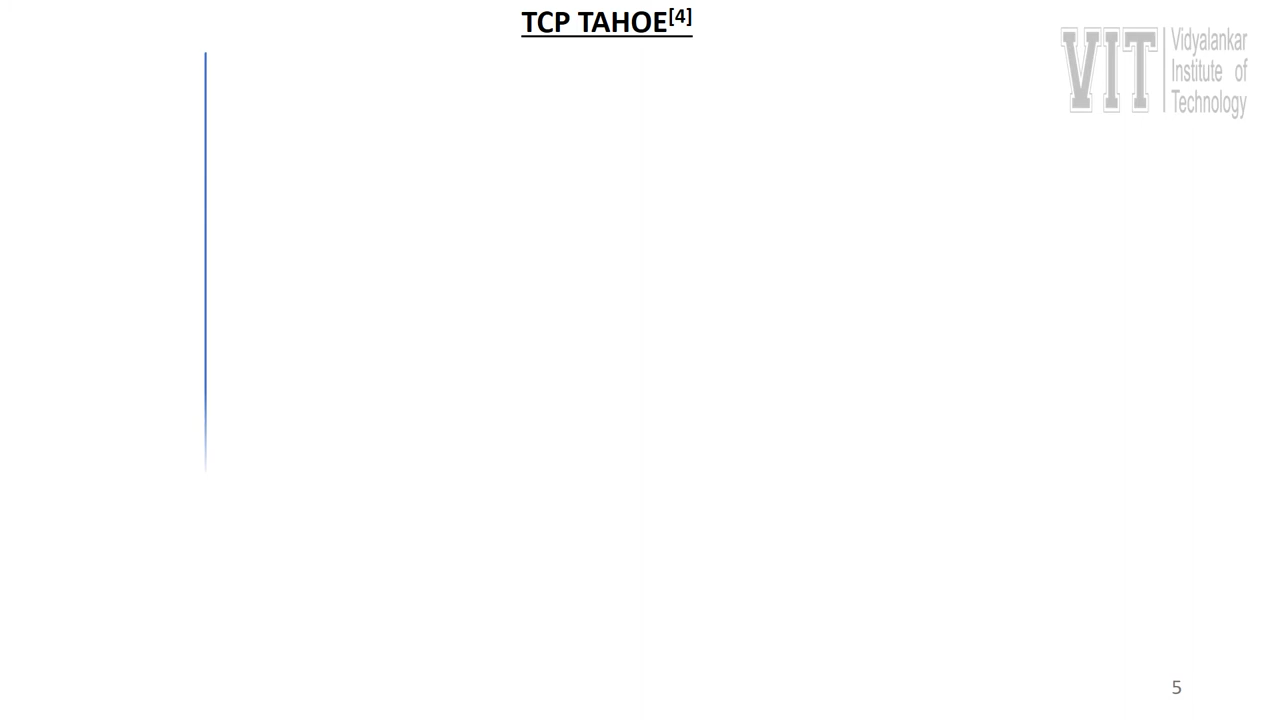 TCP TAHOE[4]
VIT
Vidyalankar
Institute of
Technology
5